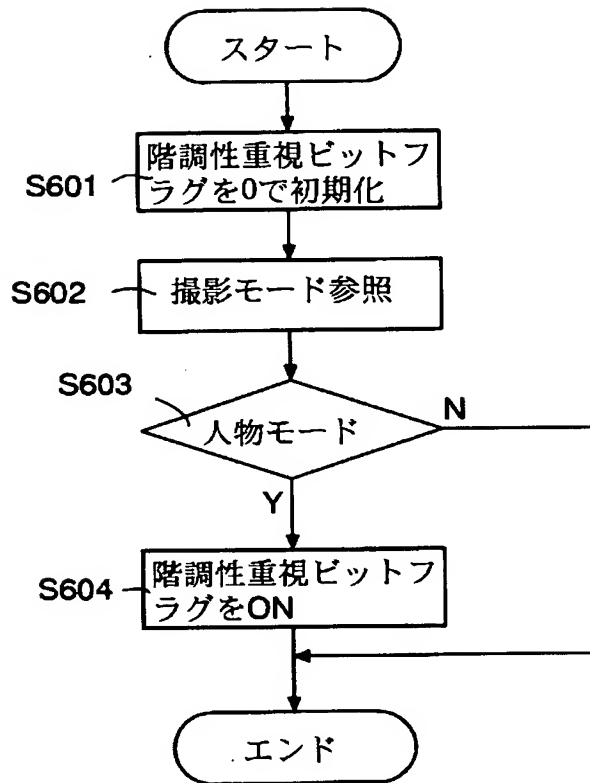 スタート
S601
階調性重視ビットフ
ラグを0で初期化
S602
撮影モード参照
S603
人物モード
N
Y
S604
階調性重視ビットフ
ラグをON
エンド